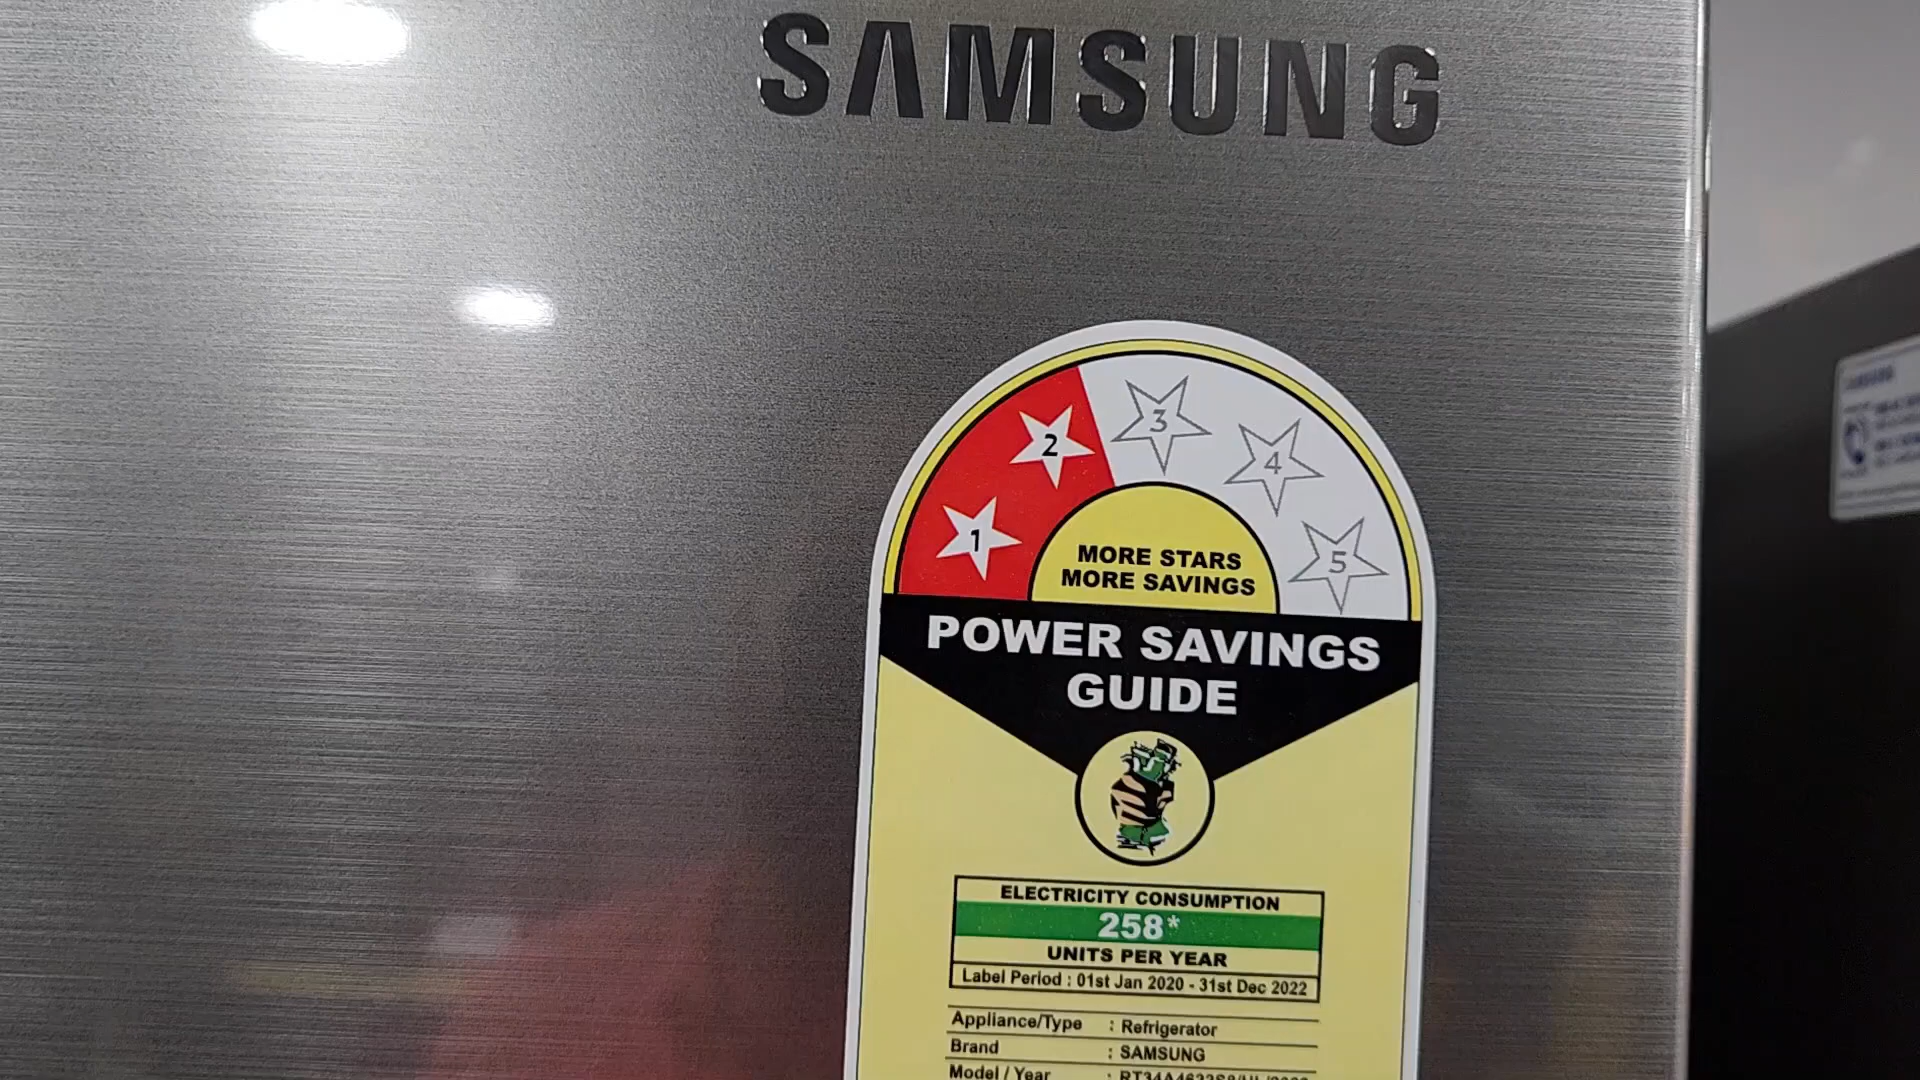 SAMSUNG
1 2 3 4 5
MORE STARS
MORE SAVINGS
POWER SAVINGS
GUIDE
ELECTRICITY CONSUMPTION
258*
UNITS PER YEAR
Label Period : 01st Jan 2020 - 31st Dec 2022
Appliance/Type : Refrigerator
Brand : SAMSUNG
Model / Year :
SAMSUNG